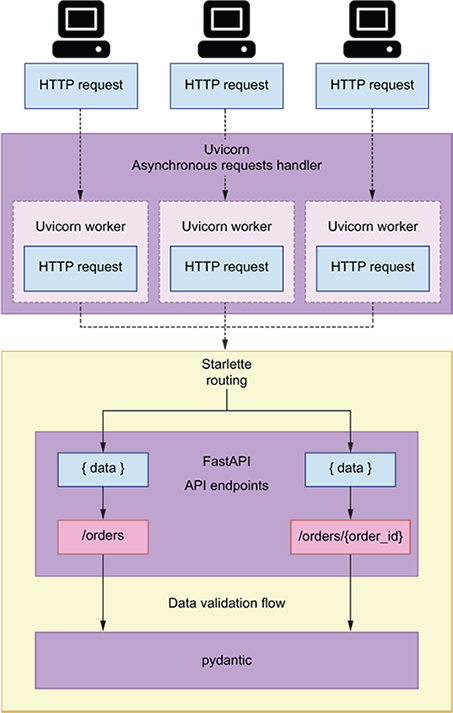 HTTP request
HTTP request
HTTP request
Uvicorn
Asynchronous requests handler
Uvicorn worker
Uvicorn worker
Uvicorn worker
HTTP request
HTTP request
HTTP request
Starlette
routing
{ data }
FastAPI
{ data }
API endpoints
/orders
/orders/{order_id}
Data validation flow
pydantic